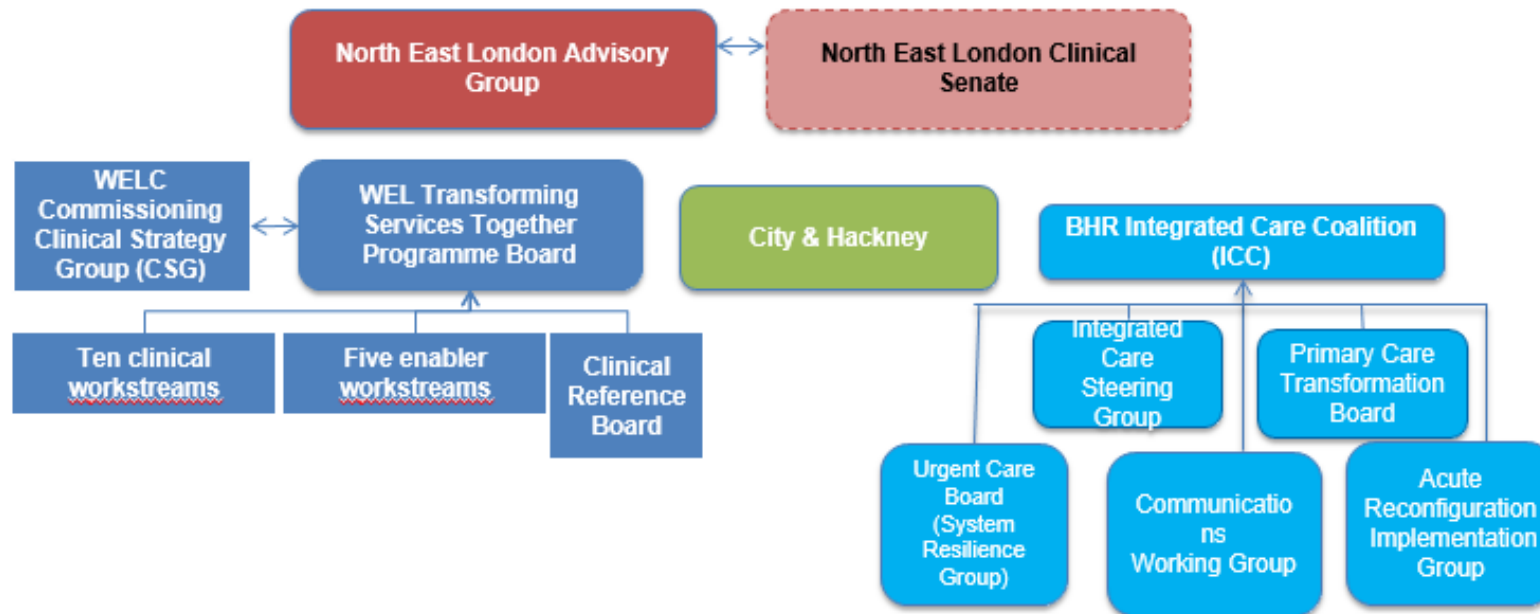 North East London Advisory
Group
North East London Clinical
Senate
WELC
Commissioning
Clinical Strategy
Group (CSG)
WEL Transforming
Services Together
Programme Board
City & Hackney
BHR Integrated Care Coalition
(ICC)
Ten clinical
workstreams
Five enabler
workstreams
Clinical
Reference
Board
Integrated
Care
Steering
Group
Primary Care
Transformation
Board
Urgent Care
Board
(System
Resilience
Group)
Communicatio
ns
Working Group
Acute
Reconfiguration
Implementation
Group